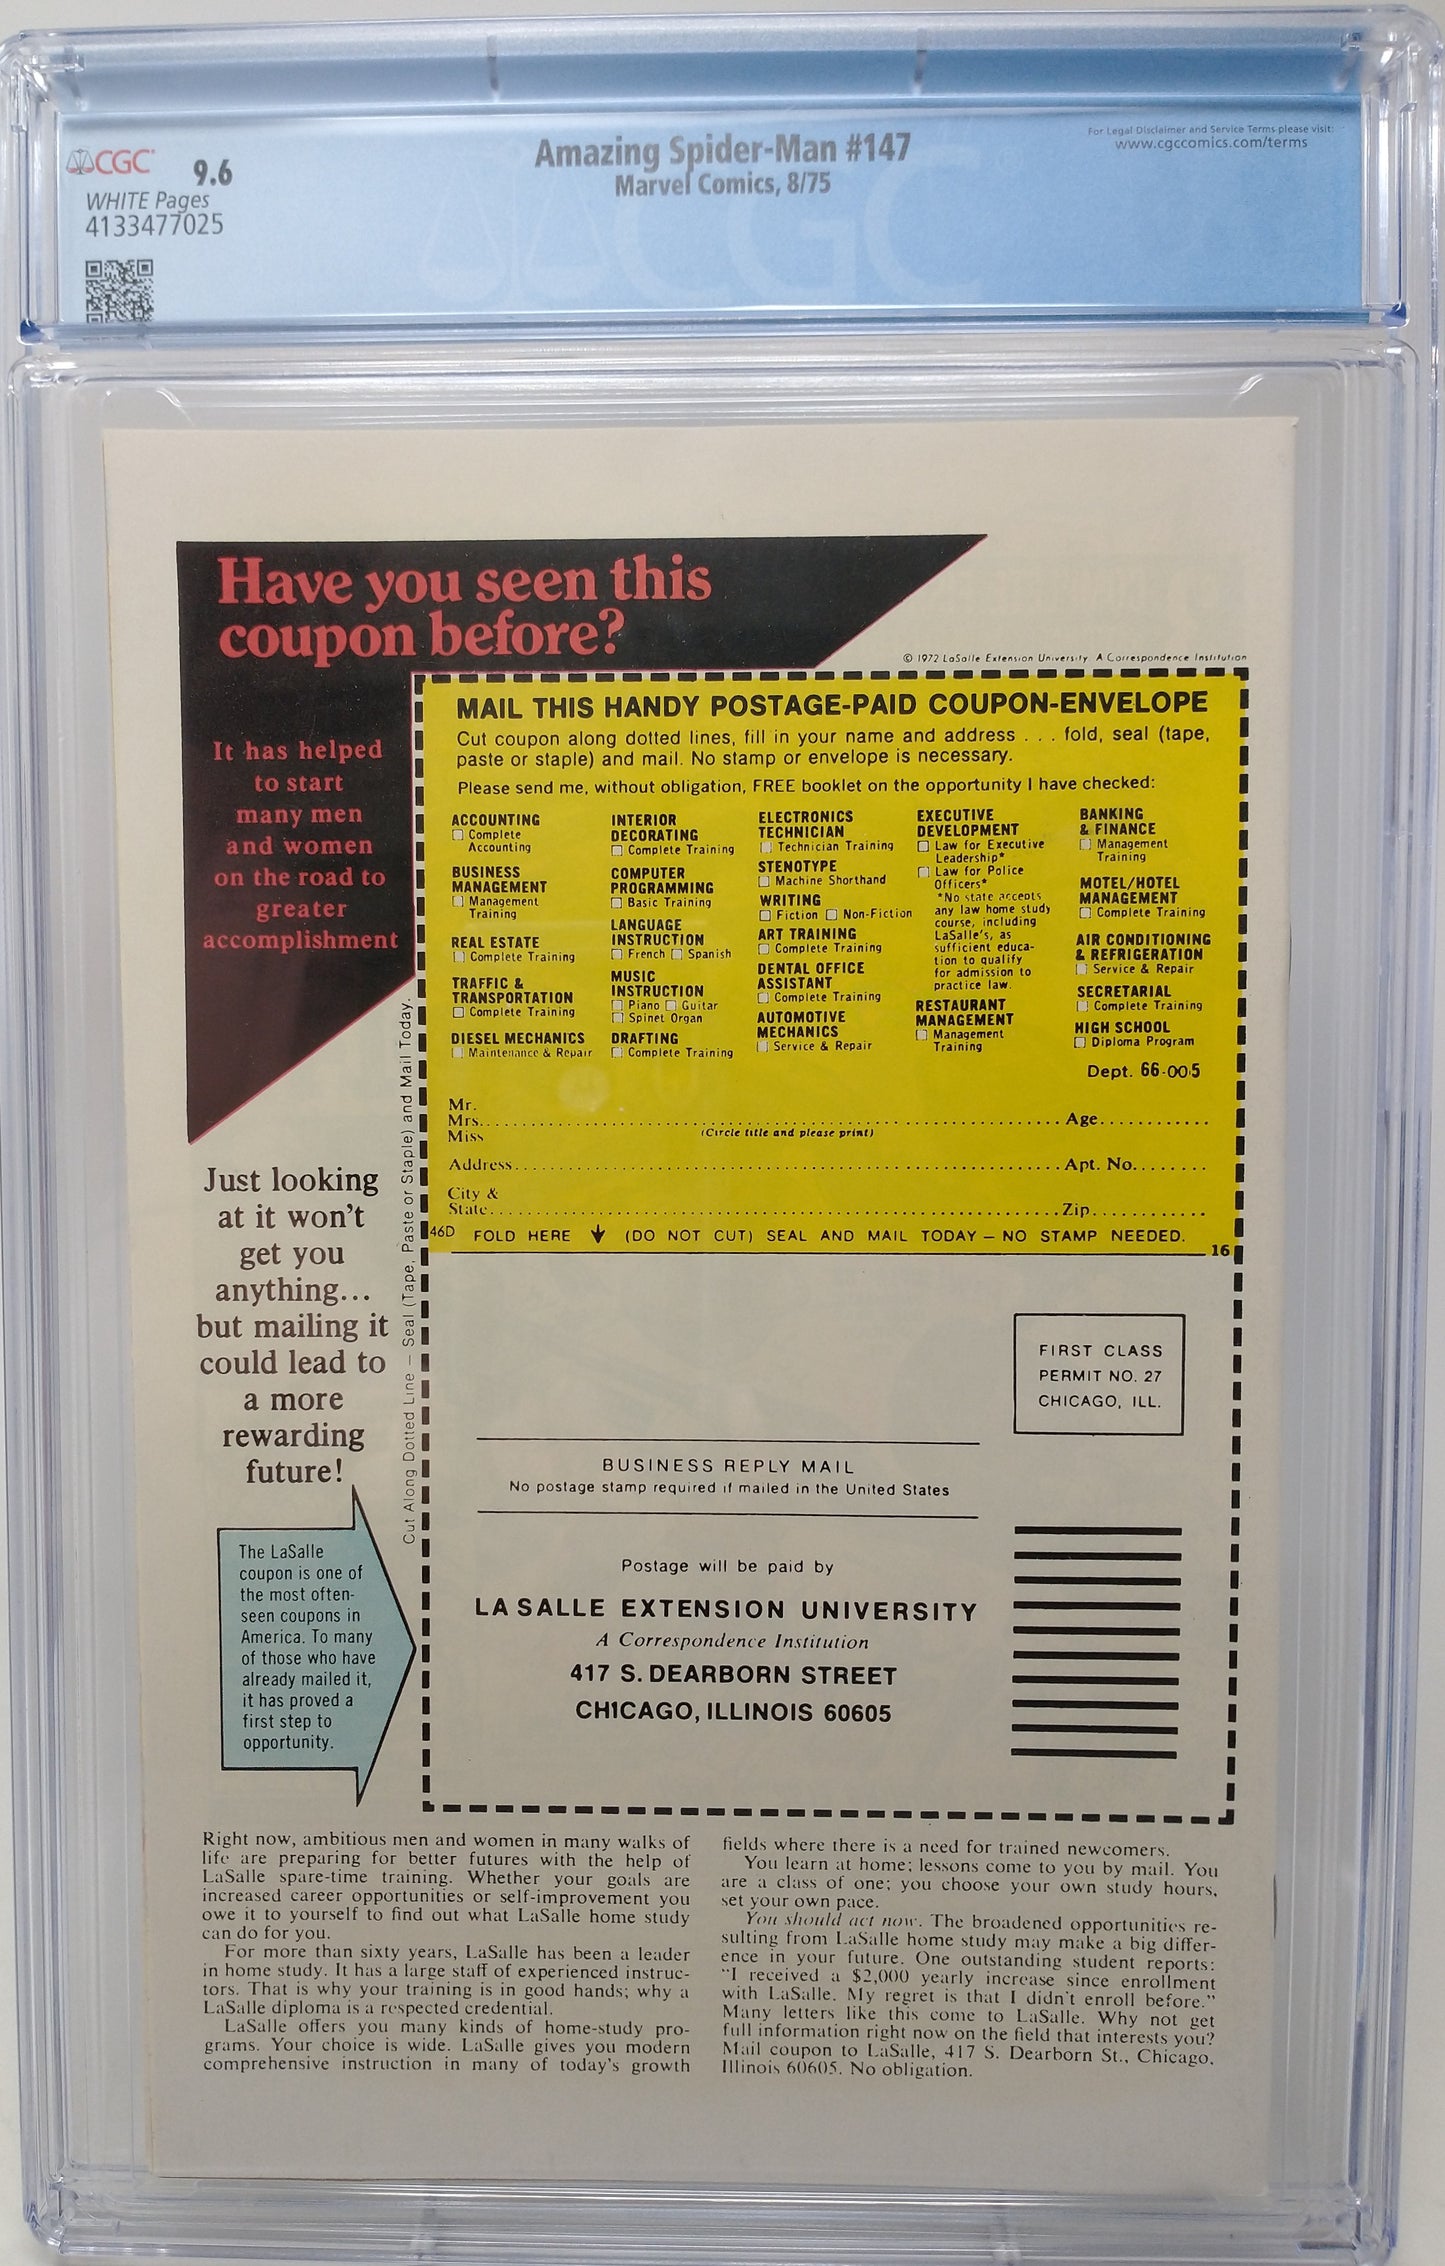 CGC 9.6
WHITE Pages
4133477025
Amazing Spider-Man #147
Marvel Comics, 8/75
For Legal Disclaimer and Service Terms please visit:
www.cgccomics.com/terms
CGC
Have you seen this
coupon before?
It has helped
to start
many men
and women
on the road to
greater
accomplishment
© 1972 LaSalle Extension University A Correspondence Institution
MAIL THIS HANDY POSTAGE-PAID COUPON-ENVELOPE
Cut coupon along dotted lines, fill in your name and address . . . fold, seal (tape,
paste or staple) and mail. No stamp or envelope is necessary.
Please send me, without obligation, FREE booklet on the opportunity I have checked:
ACCOUNTING
Complete
Accounting
BUSINESS
MANAGEMENT
Management
Training
REAL ESTATE
Complete Training
TRAFFIC &
TRANSPORTATION
Complete Training
DIESEL MECHANICS
Maintenance & Repair
INTERIOR
DECORATING
Complete Training
COMPUTER
PROGRAMMING
Basic Training
LANGUAGE
INSTRUCTION
French Spanish
MUSIC
INSTRUCTION
Piano Guitar
Spinet Organ
DRAFTING
Complete Training
ELECTRONICS
TECHNICIAN
Technician Training
STENOTYPE
Machine Shorthand
WRITING
Fiction Non-Fiction
ART TRAINING
Complete Training
DENTAL OFFICE
ASSISTANT
Complete Training
AUTOMOTIVE
MECHANICS
Service & Repair
EXECUTIVE
DEVELOPMENT
Law for Executive
Leadership*
Law for Police
Officers*
*No state accepts
any law home study
course, including
LaSalle's, as
sufficient educa-
tion to qualify
for admission to
practice law.
RESTAURANT
MANAGEMENT
Management
Training
BANKING
& FINANCE
Management
Training
MOTEL/HOTEL
MANAGEMENT
Complete Training
AIR CONDITIONING
& REFRIGERATION
Service & Repair
SECRETARIAL
Complete Training
HIGH SCHOOL
Diploma Program
Dept. 66-005
Mr.
Mrs. Age
Miss (Circle title and please print)
Address Apt. No.
City &
State Zip
46D FOLD HERE ↓ (DO NOT CUT) SEAL AND MAIL TODAY — NO STAMP NEEDED.
16
Cut Along Dotted Line — Seal (Tape, Paste or Staple) and Mail Today.
Just looking
at it won't
get you
anything...
but mailing it
could lead to
a more
rewarding
future!
The LaSalle
coupon is one of
the most often-
seen coupons in
America. To many
of those who have
already mailed it,
it has proved a
first step to
opportunity.
FIRST CLASS
PERMIT NO. 27
CHICAGO, ILL.
BUSINESS REPLY MAIL
No postage stamp required if mailed in the United States
Postage will be paid by
LA SALLE EXTENSION UNIVERSITY
A Correspondence Institution
417 S. DEARBORN STREET
CHICAGO, ILLINOIS 60605
Right now, ambitious men and women in many walks of
life are preparing for better futures with the help of
LaSalle spare-time training. Whether your goals are
increased career opportunities or self-improvement you
owe it to yourself to find out what LaSalle home study
can do for you.
For more than sixty years, LaSalle has been a leader
in home study. It has a large staff of experienced instruc-
tors. That is why your training is in good hands; why a
LaSalle diploma is a respected credential.
LaSalle offers you many kinds of home-study pro-
grams. Your choice is wide. LaSalle gives you modern
comprehensive instruction in many of today's growth
fields where there is a need for trained newcomers.
You learn at home; lessons come to you by mail. You
are a class of one; you choose your own study hours,
set your own pace.
You should act now. The broadened opportunities re-
sulting from LaSalle home study may make a big differ-
ence in your future. One outstanding student reports:
"I received a $2,000 yearly increase since enrollment
with LaSalle. My regret is that I didn't enroll before."
Many letters like this come to LaSalle. Why not get
full information right now on the field that interests you?
Mail coupon to LaSalle, 417 S. Dearborn St., Chicago,
Illinois 60605. No obligation.